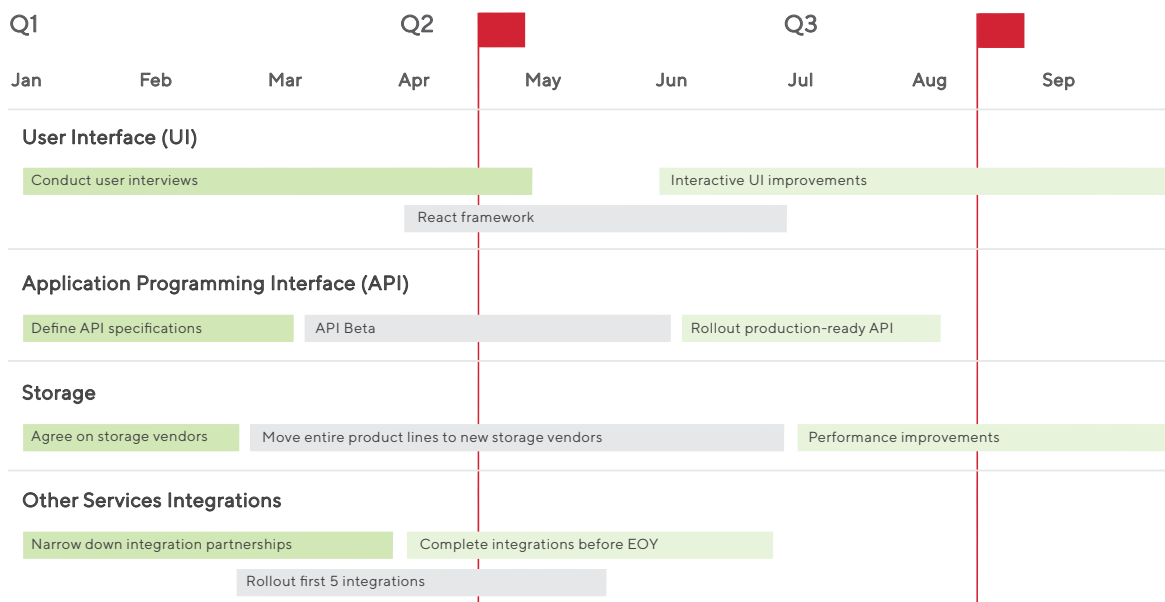 Q1 Q2 Q3
Jan Feb Mar Apr May Jun Jul Aug Sep
User Interface (UI)
Conduct user interviews Interactive UI improvements
React framework
Application Programming Interface (API)
Define API specifications API Beta Rollout production-ready API
Storage
Agree on storage vendors Move entire product lines to new storage vendors Performance improvements
Other Services Integrations
Narrow down integration partnerships Complete integrations before EOY
Rollout first 5 integrations